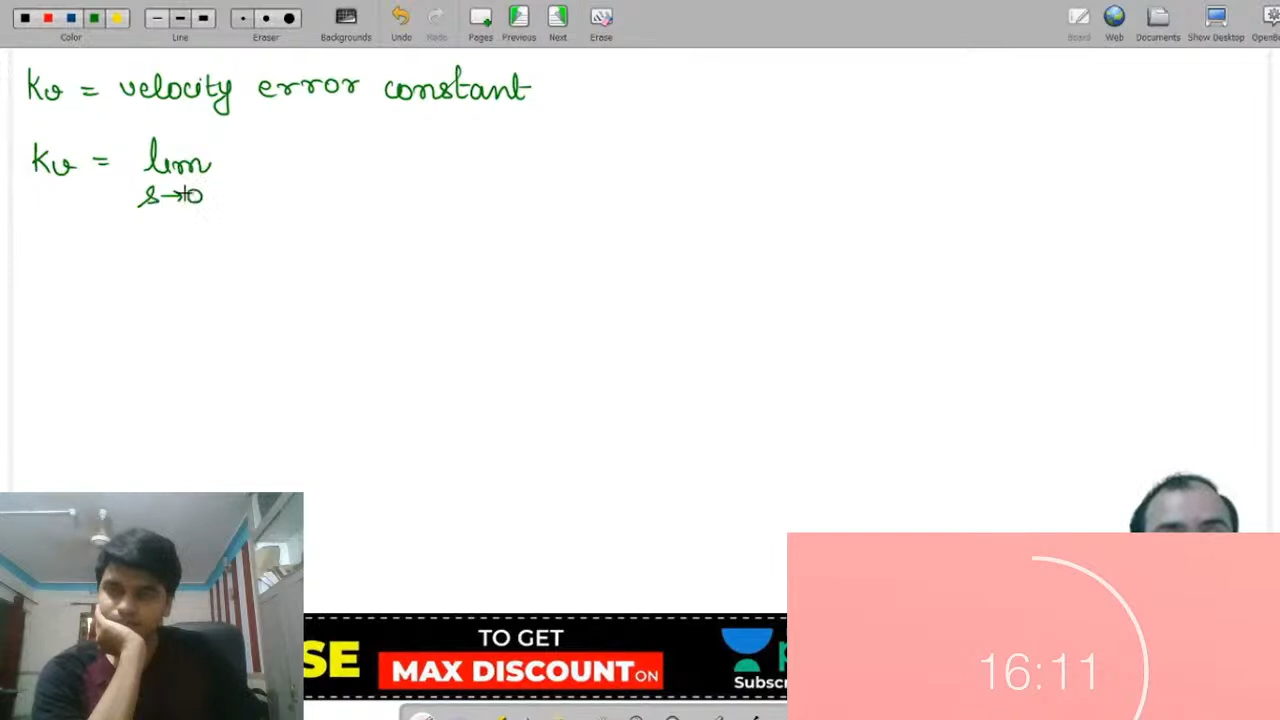 Color Line Eraser Backgrounds Undo Redo Pages Previous Next Erase Board Web Documents Show Desktop
Kv = velocity error constant
Kv = lim
s→0
SE
TO GET
MAX DISCOUNT ON
Subsc
16:11